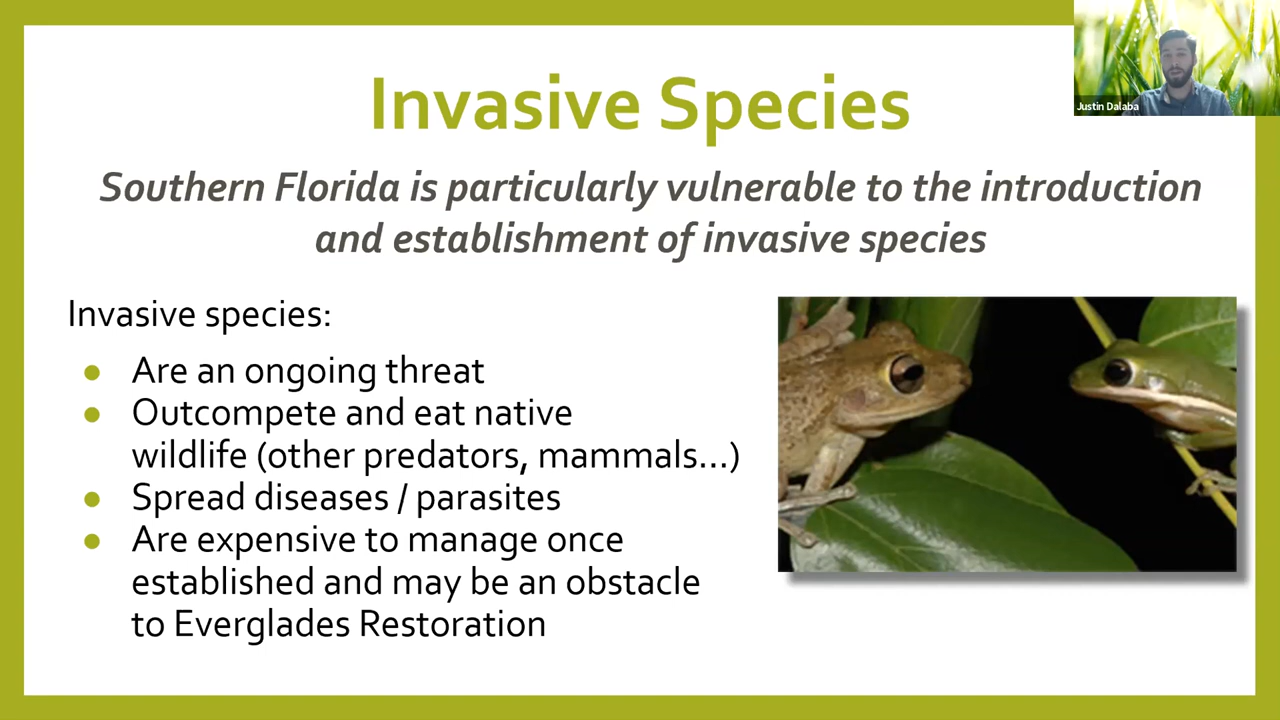 Justin Dalaba
Invasive Species
Southern Florida is particularly vulnerable to the introduction
and establishment of invasive species
Invasive species:
● Are an ongoing threat
● Outcompete and eat native
wildlife (other predators, mammals...)
● Spread diseases / parasites
● Are expensive to manage once
established and may be an obstacle
to Everglades Restoration